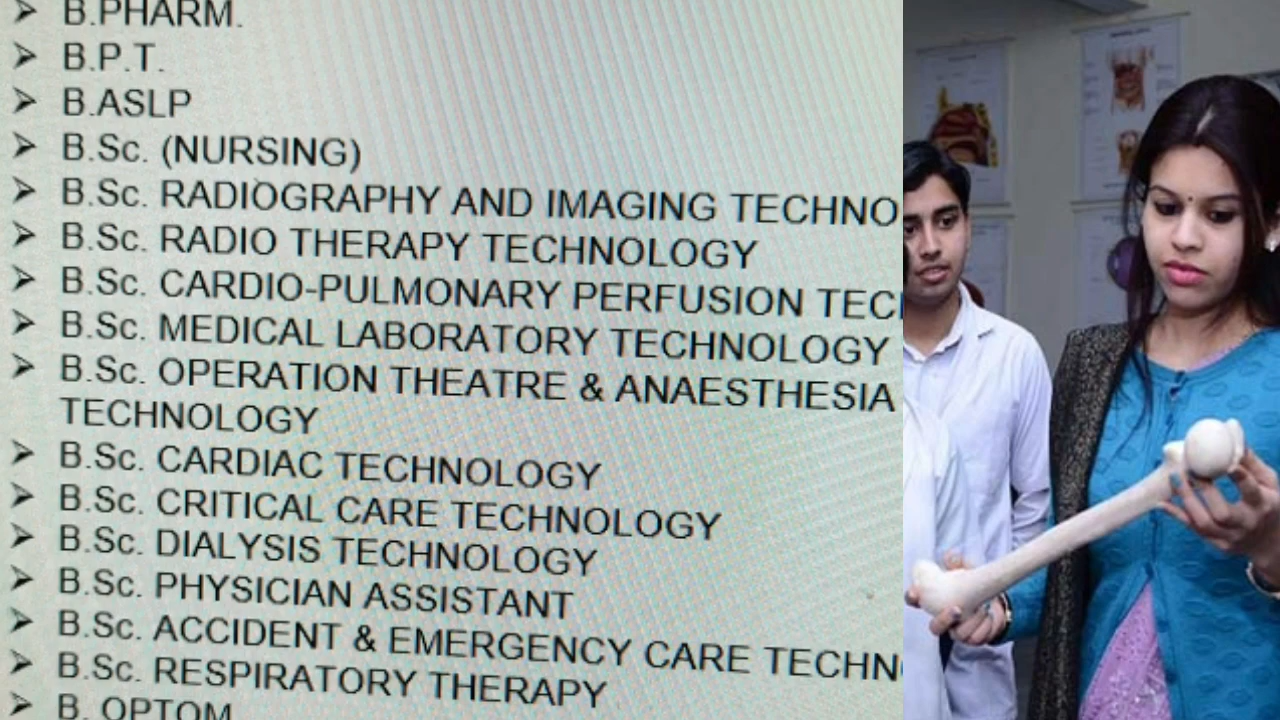 B.PHARM.
B.P.T.
B.ASLP
B.Sc. (NURSING)
B.Sc. RADIOGRAPHY AND IMAGING TECHNO
B.Sc. RADIO THERAPY TECHNOLOGY
B.Sc. CARDIO-PULMONARY PERFUSION TEC
B.Sc. MEDICAL LABORATORY TECHNOLOGY
B.Sc. OPERATION THEATRE & ANAESTHESIA
TECHNOLOGY
B.Sc. CARDIAC TECHNOLOGY
B.Sc. CRITICAL CARE TECHNOLOGY
B.Sc. DIALYSIS TECHNOLOGY
B.Sc. PHYSICIAN ASSISTANT
B.Sc. ACCIDENT & EMERGENCY CARE TECHN
B.Sc. RESPIRATORY THERAPY
B. OPTOM